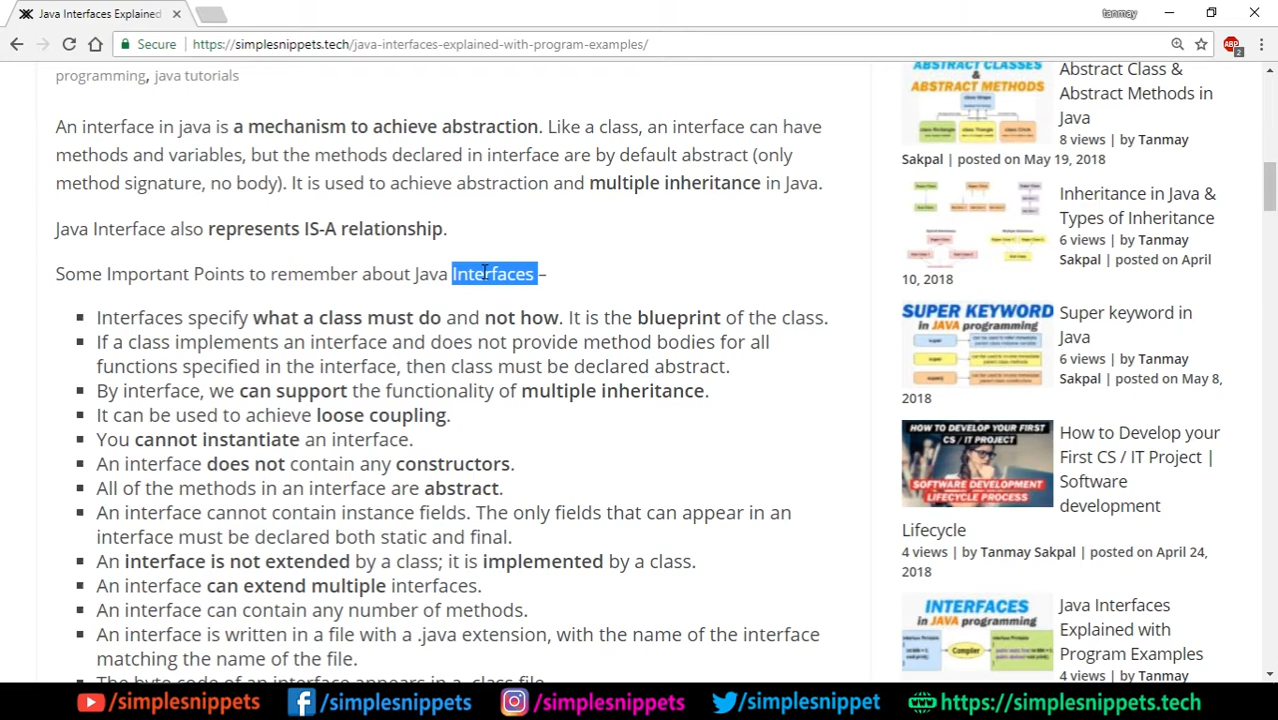 Java Interfaces Explained
tanmay
Secure
https://simplesnippets.tech/java-interfaces-explained-with-program-examples/
ABP
2
programming, java tutorials
An interface in java is a mechanism to achieve abstraction. Like a class, an interface can have
methods and variables, but the methods declared in interface are by default abstract (only
method signature, no body). It is used to achieve abstraction and multiple inheritance in Java.
Java Interface also represents IS-A relationship.
Some Important Points to remember about Java Interfaces –
Interfaces specify what a class must do and not how. It is the blueprint of the class.
If a class implements an interface and does not provide method bodies for all
functions specified in the interface, then class must be declared abstract.
By interface, we can support the functionality of multiple inheritance.
It can be used to achieve loose coupling.
You cannot instantiate an interface.
An interface does not contain any constructors.
All of the methods in an interface are abstract.
An interface cannot contain instance fields. The only fields that can appear in an
interface must be declared both static and final.
An interface is not extended by a class; it is implemented by a class.
An interface can extend multiple interfaces.
An interface can contain any number of methods.
An interface is written in a file with a .java extension, with the name of the interface
matching the name of the file.
The byte code of an interface appears in a .class file.
ABSTRACT CLASSES
&
ABSTRACT METHODS
Abstract Class &
Abstract Methods in
Java
8 views | by Tanmay
Sakpal | posted on May 19, 2018
Inheritance in Java &
Types of Inheritance
6 views | by Tanmay
Sakpal | posted on April
10, 2018
SUPER KEYWORD
in JAVA programming
Super keyword in
Java
6 views | by Tanmay
Sakpal | posted on May 8,
2018
HOW TO DEVELOP YOUR FIRST
CS / IT PROJECT
SOFTWARE DEVELOPMENT
LIFECYCLE PROCESS
How to Develop your
First CS / IT Project |
Software
development
Lifecycle
4 views | by Tanmay Sakpal | posted on April 24,
2018
INTERFACES
in JAVA programming
Compiler
Java Interfaces
Explained with
Program Examples
4 views | by Tanmay
/simplesnippets
/simplesnippets
/simplesnippets
/simplesnippet
https://simplesnippets.tech